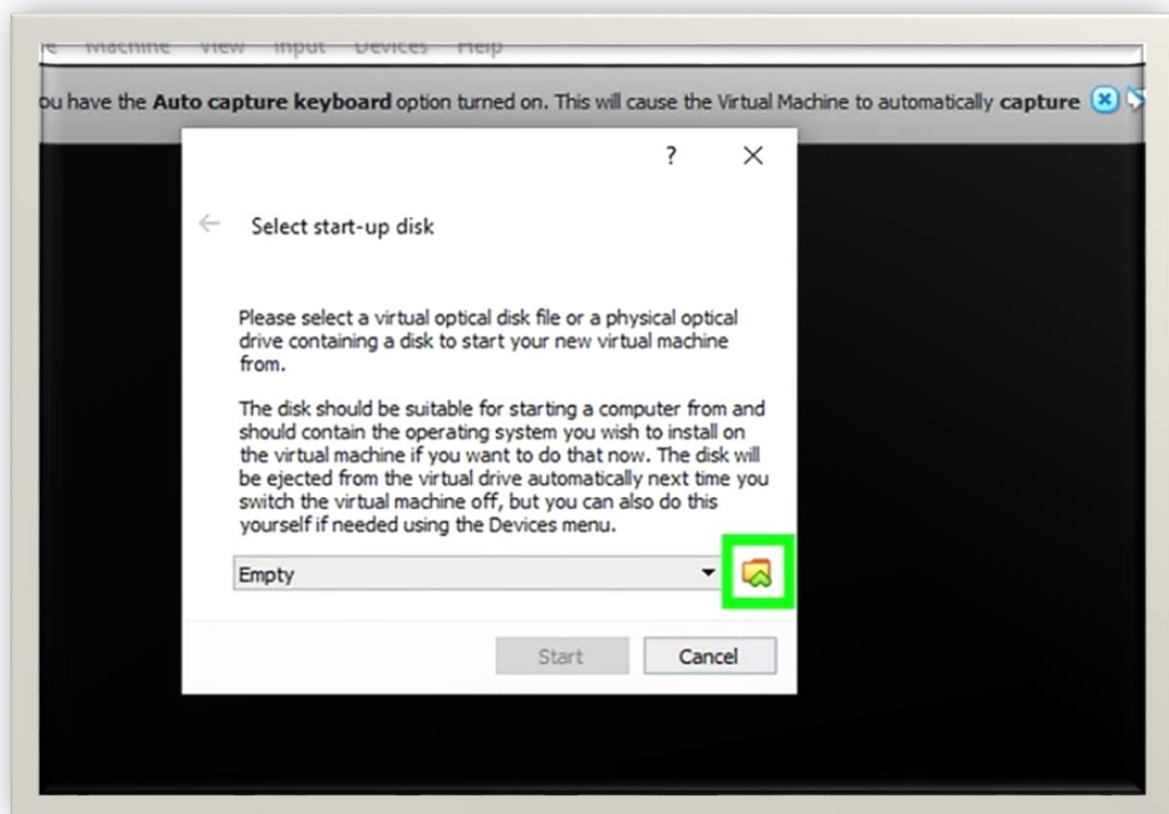 Machine View Input Devices Help
ou have the Auto capture keyboard option turned on. This will cause the Virtual Machine to automatically capture
?
Select start-up disk
Please select a virtual optical disk file or a physical optical
drive containing a disk to start your new virtual machine
from.
The disk should be suitable for starting a computer from and
should contain the operating system you wish to install on
the virtual machine if you want to do that now. The disk will
be ejected from the virtual drive automatically next time you
switch the virtual machine off, but you can also do this
yourself if needed using the Devices menu.
Empty
Start Cancel